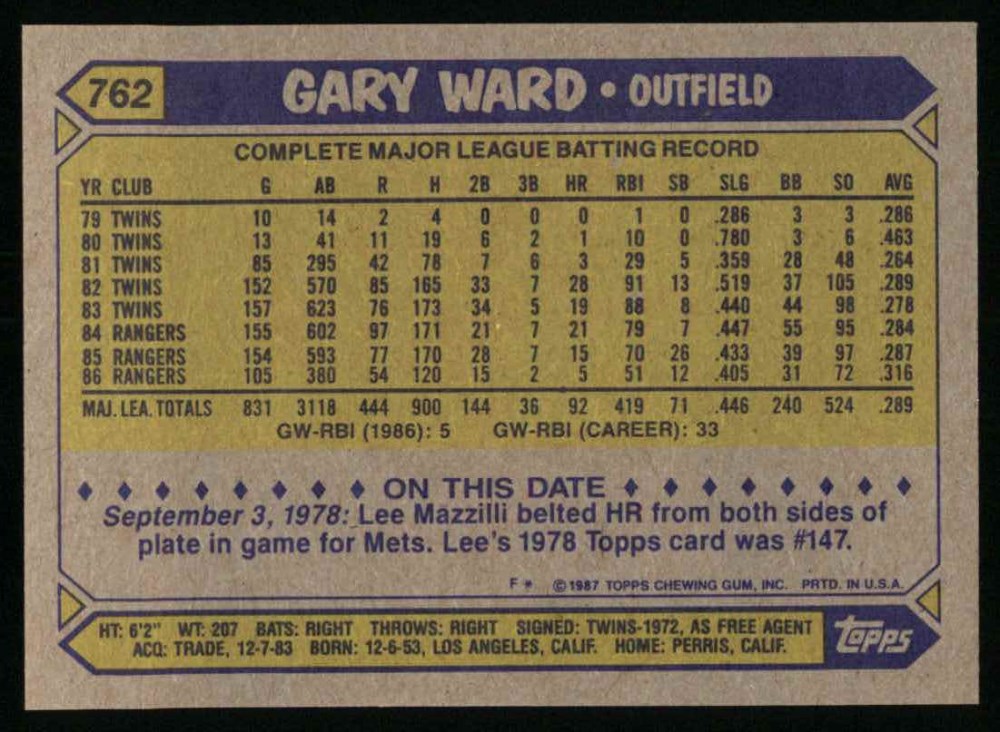 762
GARY WARD • OUTFIELD
COMPLETE MAJOR LEAGUE BATTING RECORD
YR CLUB G AB R H 2B 3B HR RBI SB SLG BB SO AVG
79 TWINS 10 14 2 4 0 0 0 1 0 .286 3 3 .286
80 TWINS 13 41 11 19 6 2 1 10 0 .780 3 6 .463
81 TWINS 85 295 42 78 7 6 3 29 5 .359 28 48 .264
82 TWINS 152 570 85 165 33 7 28 91 13 .519 37 105 .289
83 TWINS 157 623 76 173 34 5 19 88 8 .440 44 98 .278
84 RANGERS 155 602 97 171 21 7 21 79 7 .447 55 95 .284
85 RANGERS 154 593 77 170 28 7 15 70 26 .433 39 97 .287
86 RANGERS 105 380 54 120 15 2 5 51 12 .405 31 72 .316
MAJ. LEA. TOTALS 831 3118 444 900 144 36 92 419 71 .446 240 524 .289
GW-RBI (1986): 5 GW-RBI (CAREER): 33
ON THIS DATE
September 3, 1978: Lee Mazzilli belted HR from both sides of
plate in game for Mets. Lee's 1978 Topps card was #147.
F * © 1987 TOPPS CHEWING GUM, INC. PRTD. IN U.S.A.
HT: 6'2" WT: 207 BATS: RIGHT THROWS: RIGHT SIGNED: TWINS-1972, AS FREE AGENT
ACQ: TRADE, 12-7-83 BORN: 12-6-53, LOS ANGELES, CALIF. HOME: PERRIS, CALIF.
topps